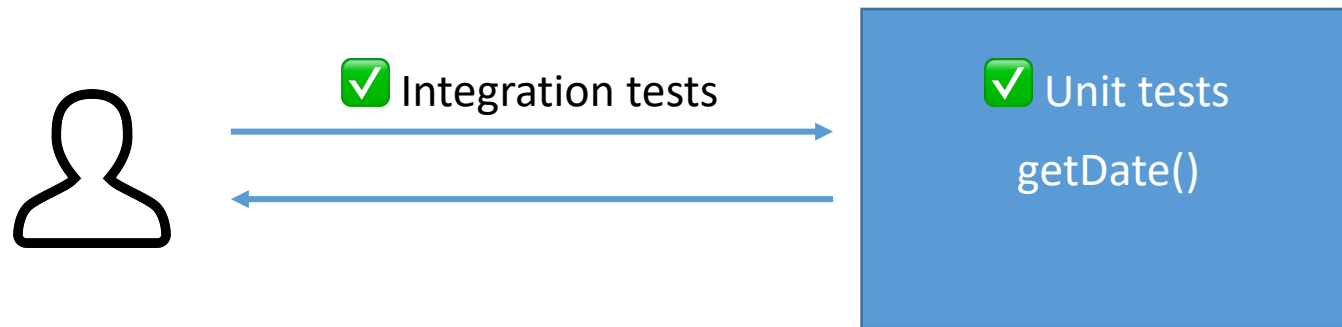 ✅ Integration tests
✅ Unit tests
getDate()